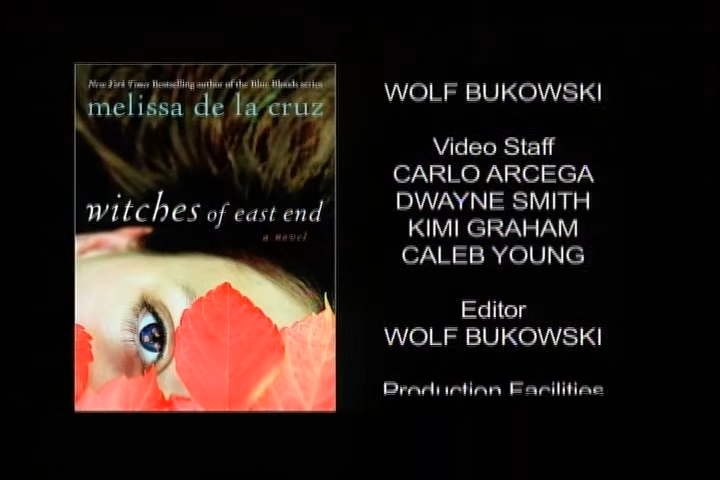 New York Times Bestselling author of the Blue Bloods series
melissa de la cruz
witches of east end
a novel
WOLF BUKOWSKI
Video Staff
CARLO ARCEGA
DWAYNE SMITH
KIMI GRAHAM
CALEB YOUNG
Editor
WOLF BUKOWSKI
Production Facilities